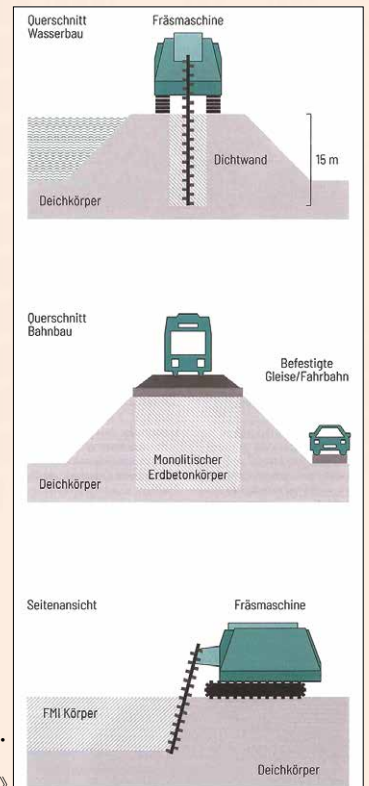 Querschnitt
Wasserbau
Fräsmaschine
Dichtwand
15 m
Deichkörper
Querschnitt
Bahnbau
Befestigte
Gleise/Fahrbahn
Monolitischer
Erdbetonkörper
Deichkörper
Seitenansicht
Fräsmaschine
FMI Körper
Deichkörper